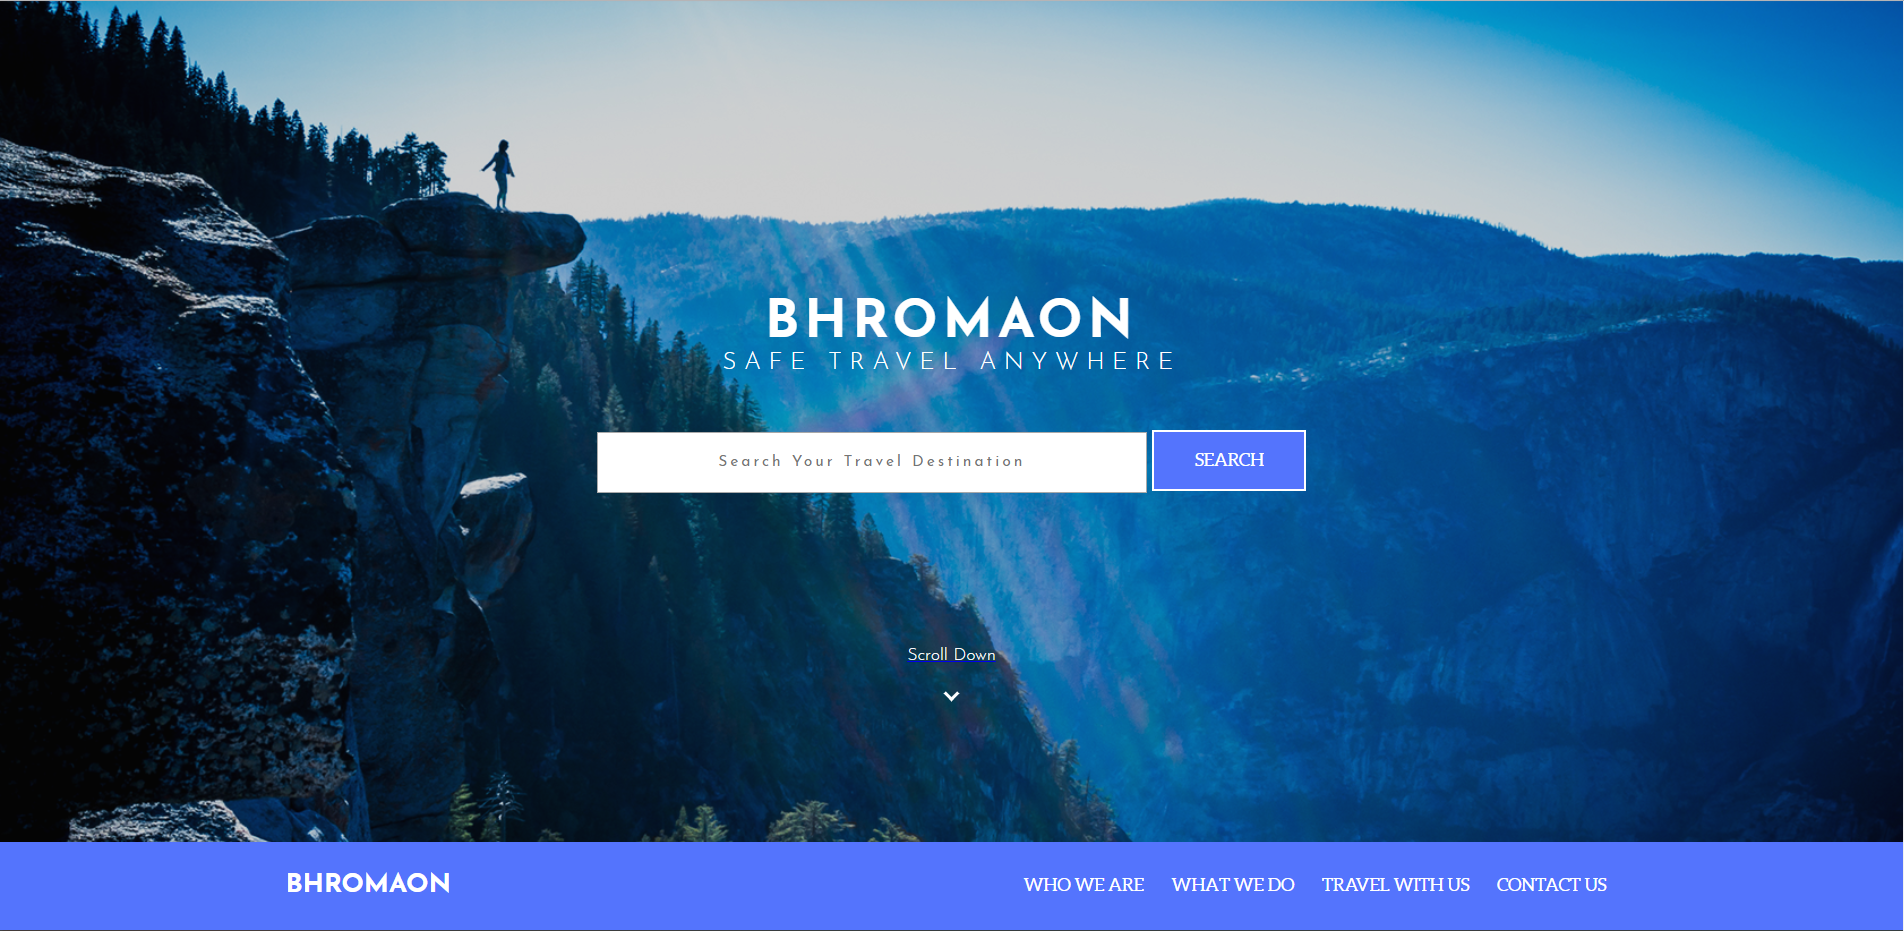 BHROMAON
SAFE TRAVEL ANYWHERE
Search Your Travel Destination
SEARCH
Scroll Down
BHROMAON
WHO WE ARE
WHAT WE DO
TRAVEL WITH US
CONTACT US